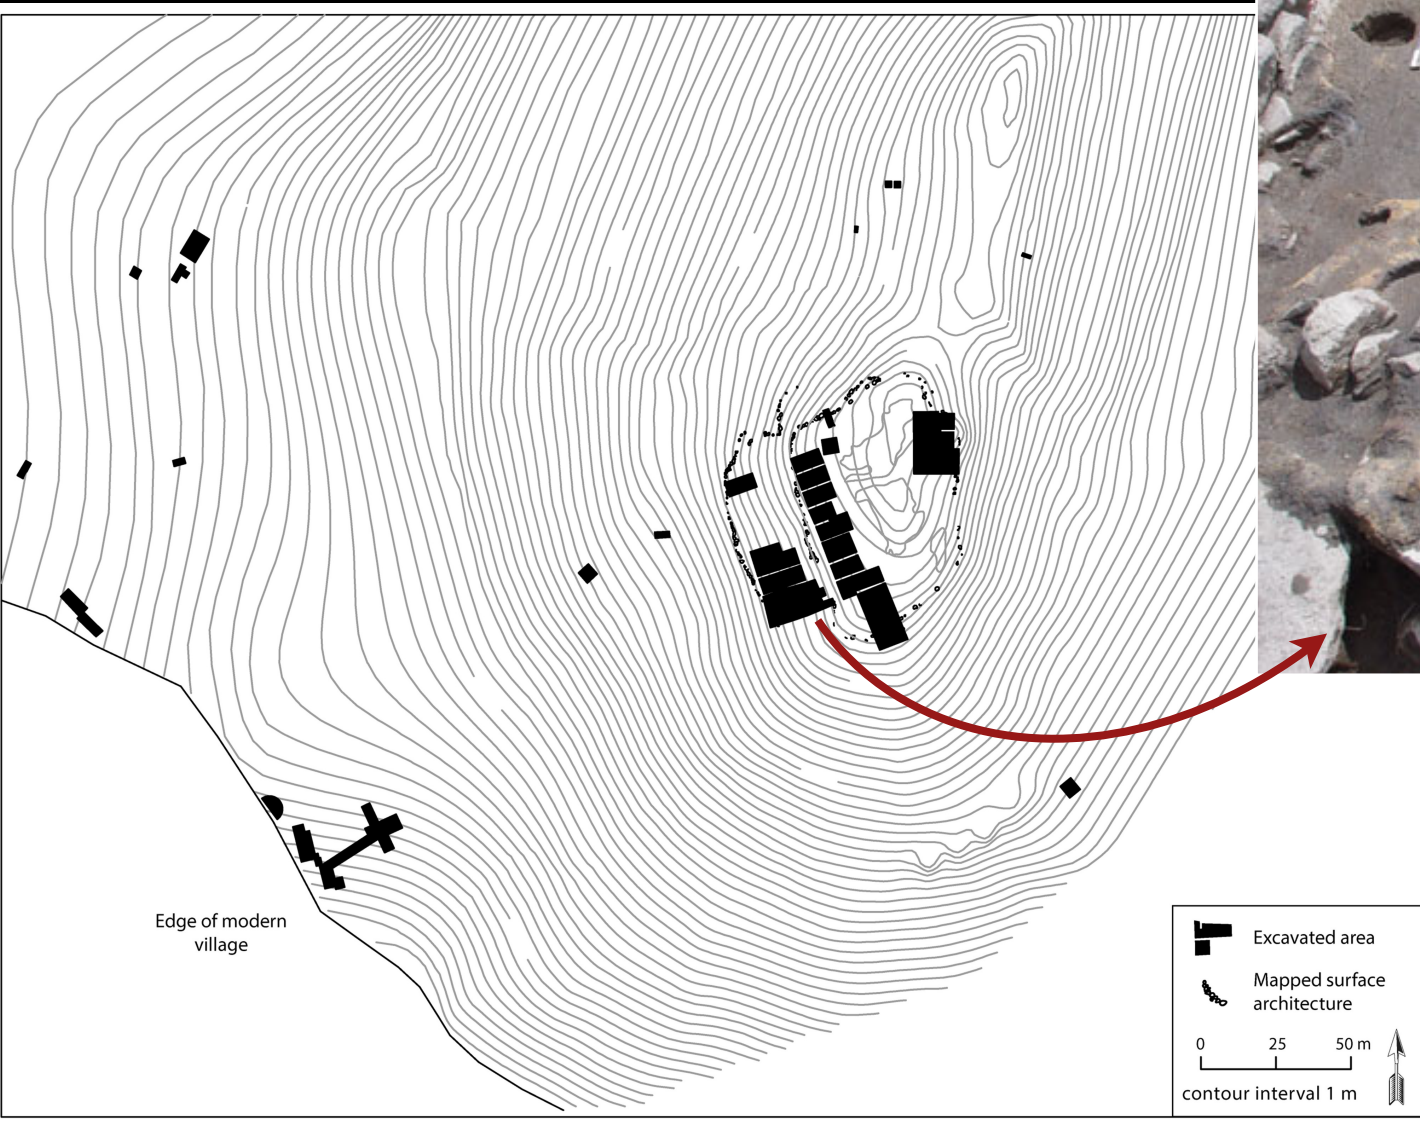 Edge of modern
village
Excavated area
Mapped surface
architecture
0 25 50 m
contour interval 1 m